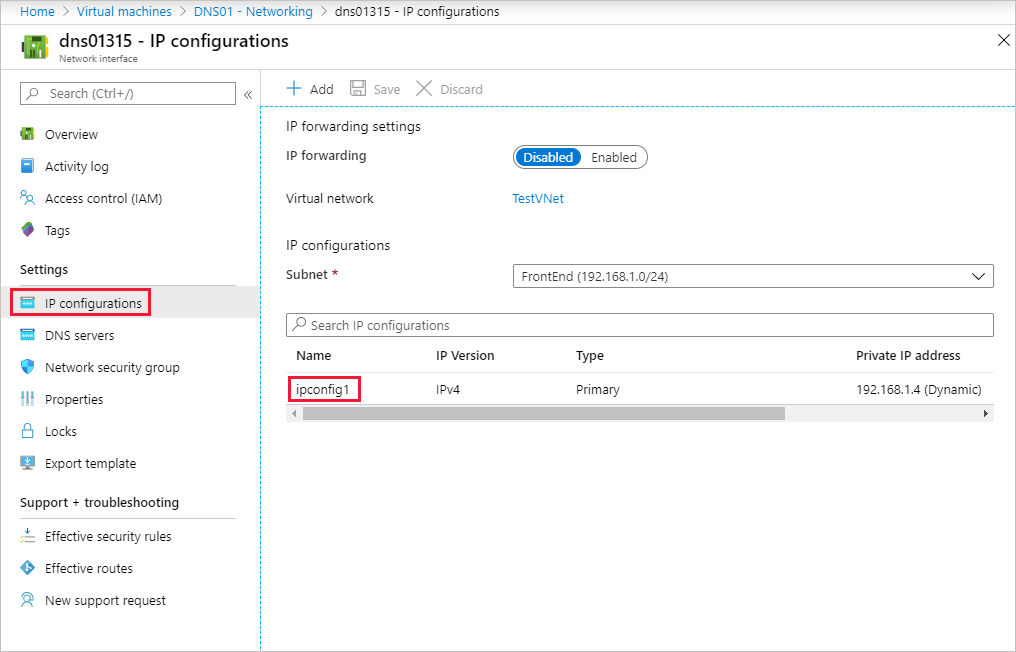 Home > Virtual machines > DNS01 - Networking > dns01315 - IP configurations
dns01315 - IP configurations
Network interface
Search (Ctrl+/)
Overview
Activity log
Access control (IAM)
Tags
Settings
IP configurations
DNS servers
Network security group
Properties
Locks
Export template
Support + troubleshooting
Effective security rules
Effective routes
New support request
Add Save Discard
IP forwarding settings
IP forwarding Disabled Enabled
Virtual network TestVNet
IP configurations
Subnet * FrontEnd (192.168.1.0/24)
Search IP configurations
Name IP Version Type Private IP address
ipconfig1 IPv4 Primary 192.168.1.4 (Dynamic)